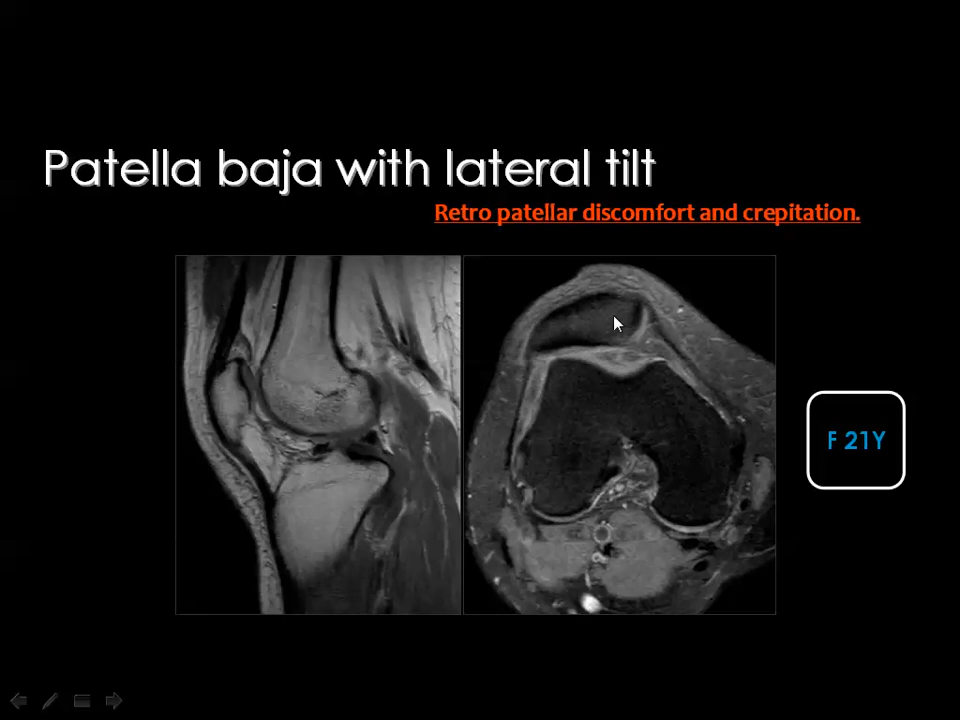 Patella baja with lateral tilt
Retro patellar discomfort and crepitation.
F 21Y